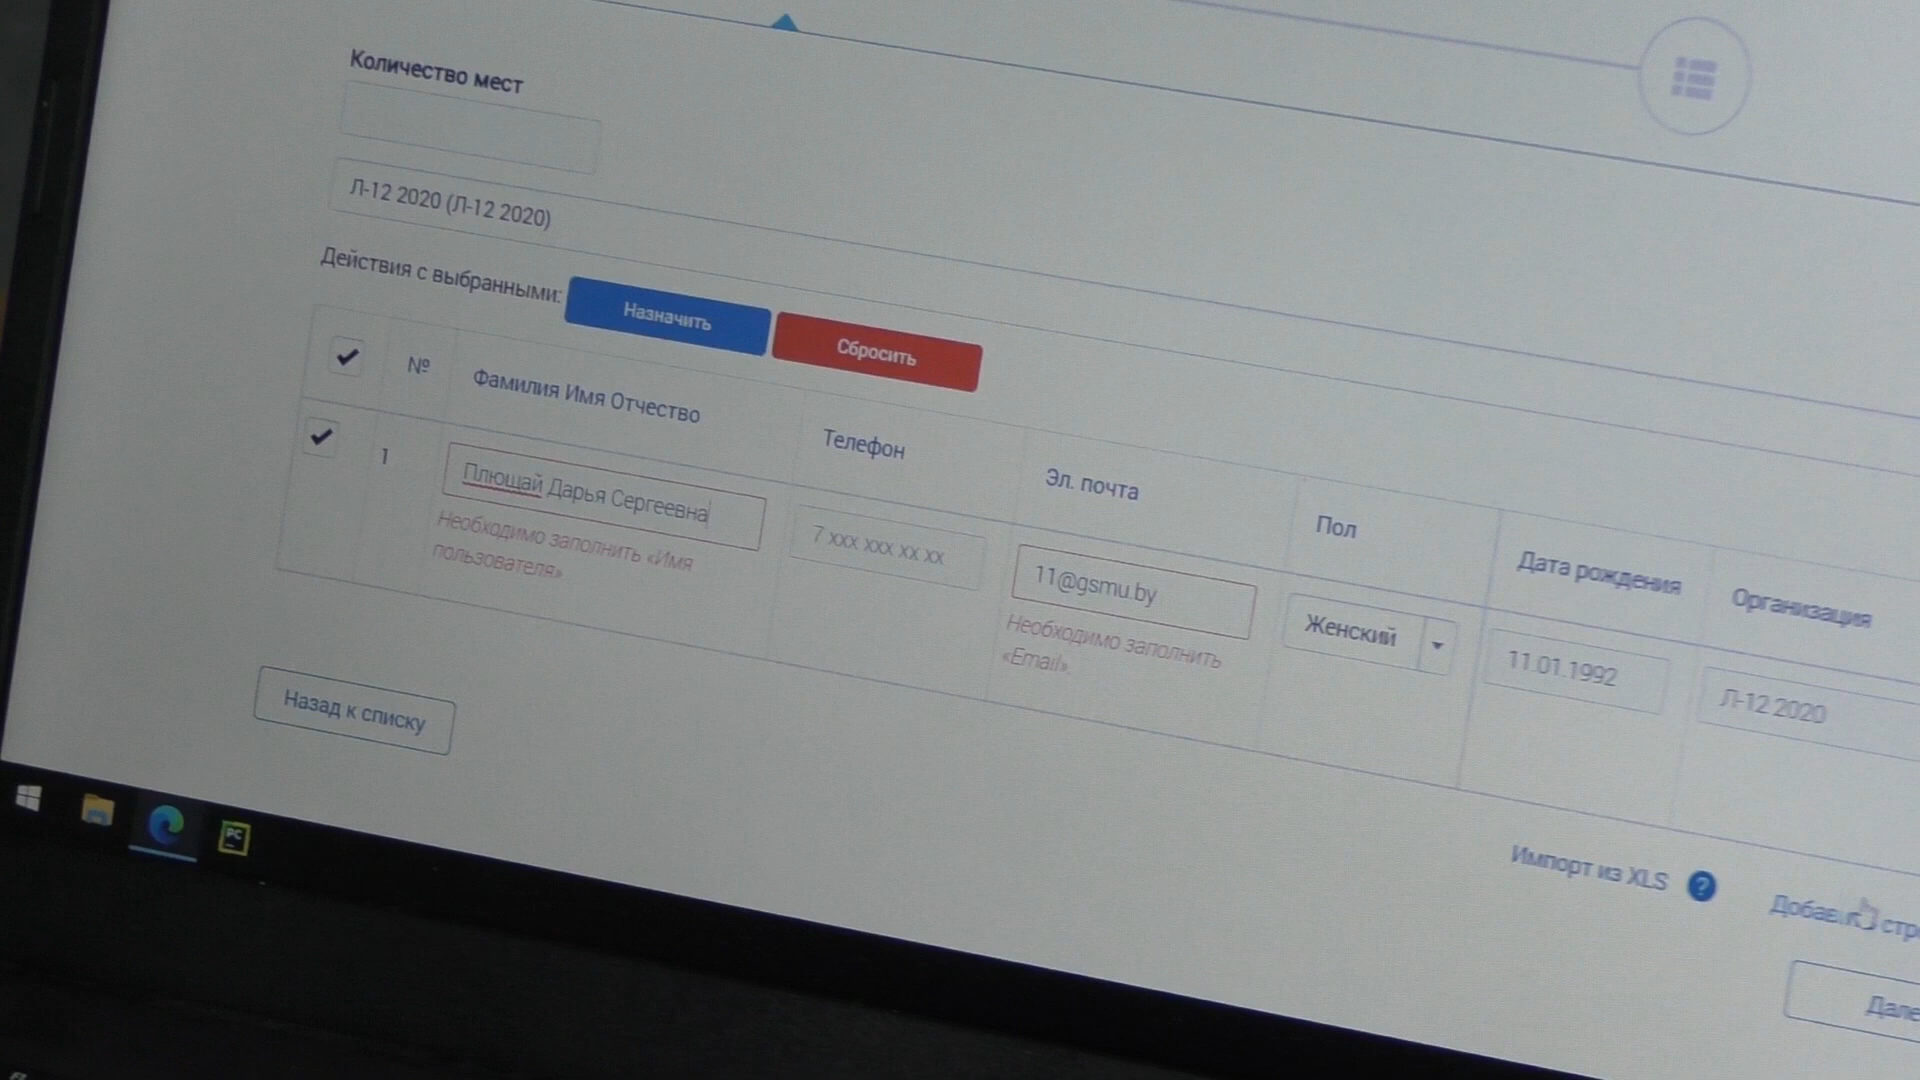 Количество мест
Л-12 2020 (Л-12 2020)
Действия с выбранными:
Назначить
Сбросить
№
Фамилия Имя Отчество
Телефон
Эл. почта
Пол
Дата рождения
Организация
1
Плющай Дарья Сергеевна
Необходимо заполнить «Имя
пользователя»
7 xxx xxx xx xx
11@gsmu.by
Необходимо заполнить
«Email».
Женский
11.01.1992
Л-12 2020
Назад к списку
Импорт из XLS
?
стр
Дале
PC